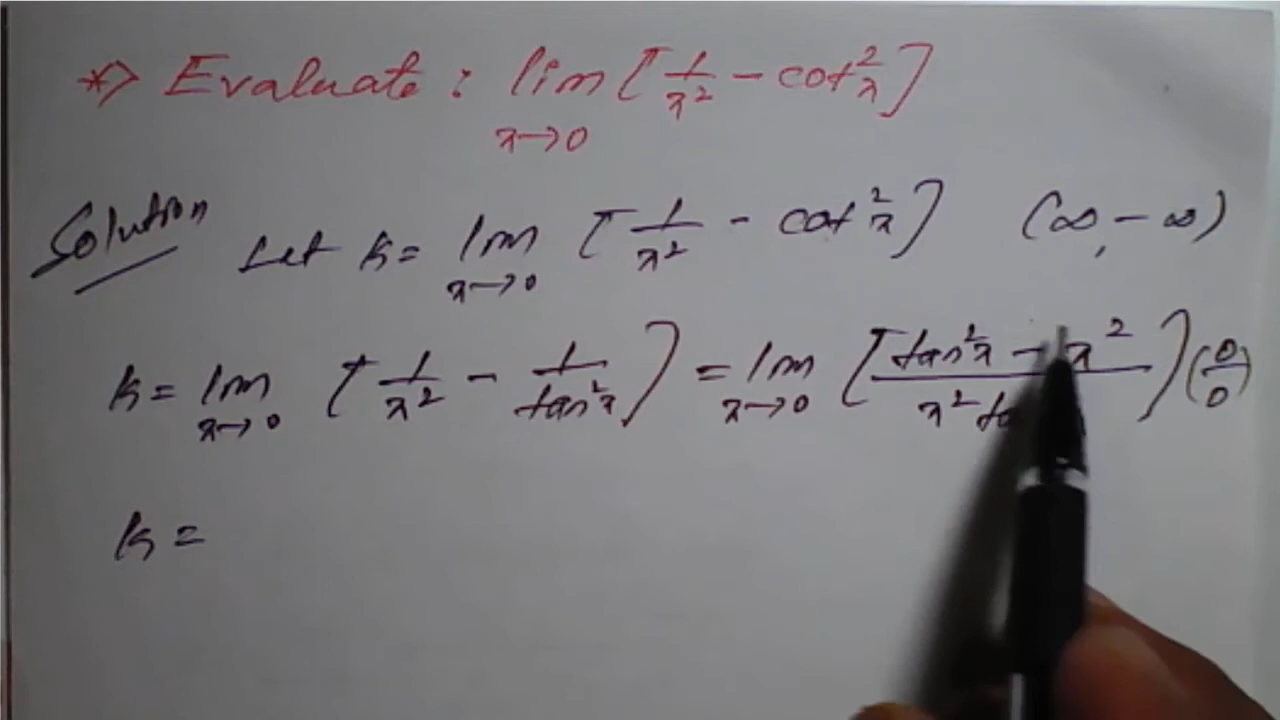 *> Evaluate : lim [ 1/x² - cot²x ]
x→0
Solution
Let k = lim [ 1/x² - cot²x ] (∞ - ∞)
x→0
k = lim [ 1/x² - 1/tan²x ] = lim [ tan²x - x² / x² ] (0/0)
x→0 x→0
k =